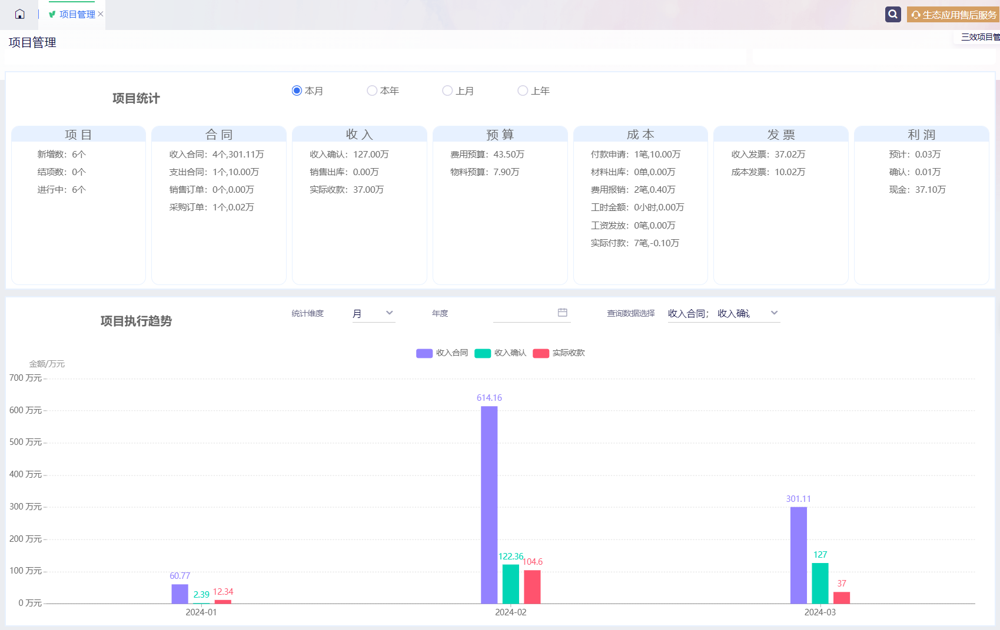 项目管理
生态应用售后服务
项目管理
三效项目管
项目统计
本月 本年 上月 上年
项 目
新增数：6个
结项数：0个
进行中：6个
合 同
收入合同：4个,301.11万
支出合同：1个,10.00万
销售订单：0个,0.00万
采购订单：1个,0.02万
收 入
收入确认：127.00万
销售出库：0.00万
实际收款：37.00万
预 算
费用预算：43.50万
物料预算：7.90万
成 本
付款申请：1笔,10.00万
材料出库：0单,0.00万
费用报销：2笔,0.40万
工时金额：0小时,0.00万
工资发放：0笔,0.00万
实际付款：7笔,-0.10万
发 票
收入发票：37.02万
成本发票：10.02万
利 润
预计：0.03万
确认：0.01万
现金：37.10万
项目执行趋势
统计维度 月 年度 查询数据选择 收入合同； 收入确
收入合同 收入确认 实际收款
金额/万元
700 万元
614.16
600 万元
500 万元
400 万元
301.11
300 万元
200 万元
122.36 104.6 127
100 万元
60.77 2.39 12.34 37
0 万元
2024-01 2024-02 2024-03